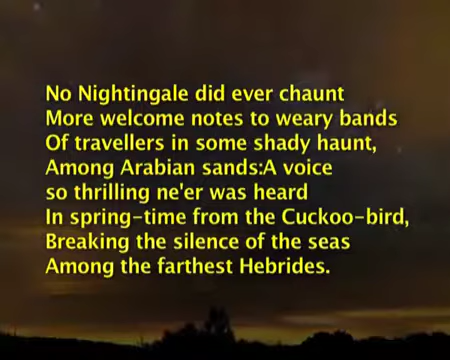 No Nightingale did ever chaunt
More welcome notes to weary bands
Of travellers in some shady haunt,
Among Arabian sands:A voice
so thrilling ne'er was heard
In spring-time from the Cuckoo-bird,
Breaking the silence of the seas
Among the farthest Hebrides.